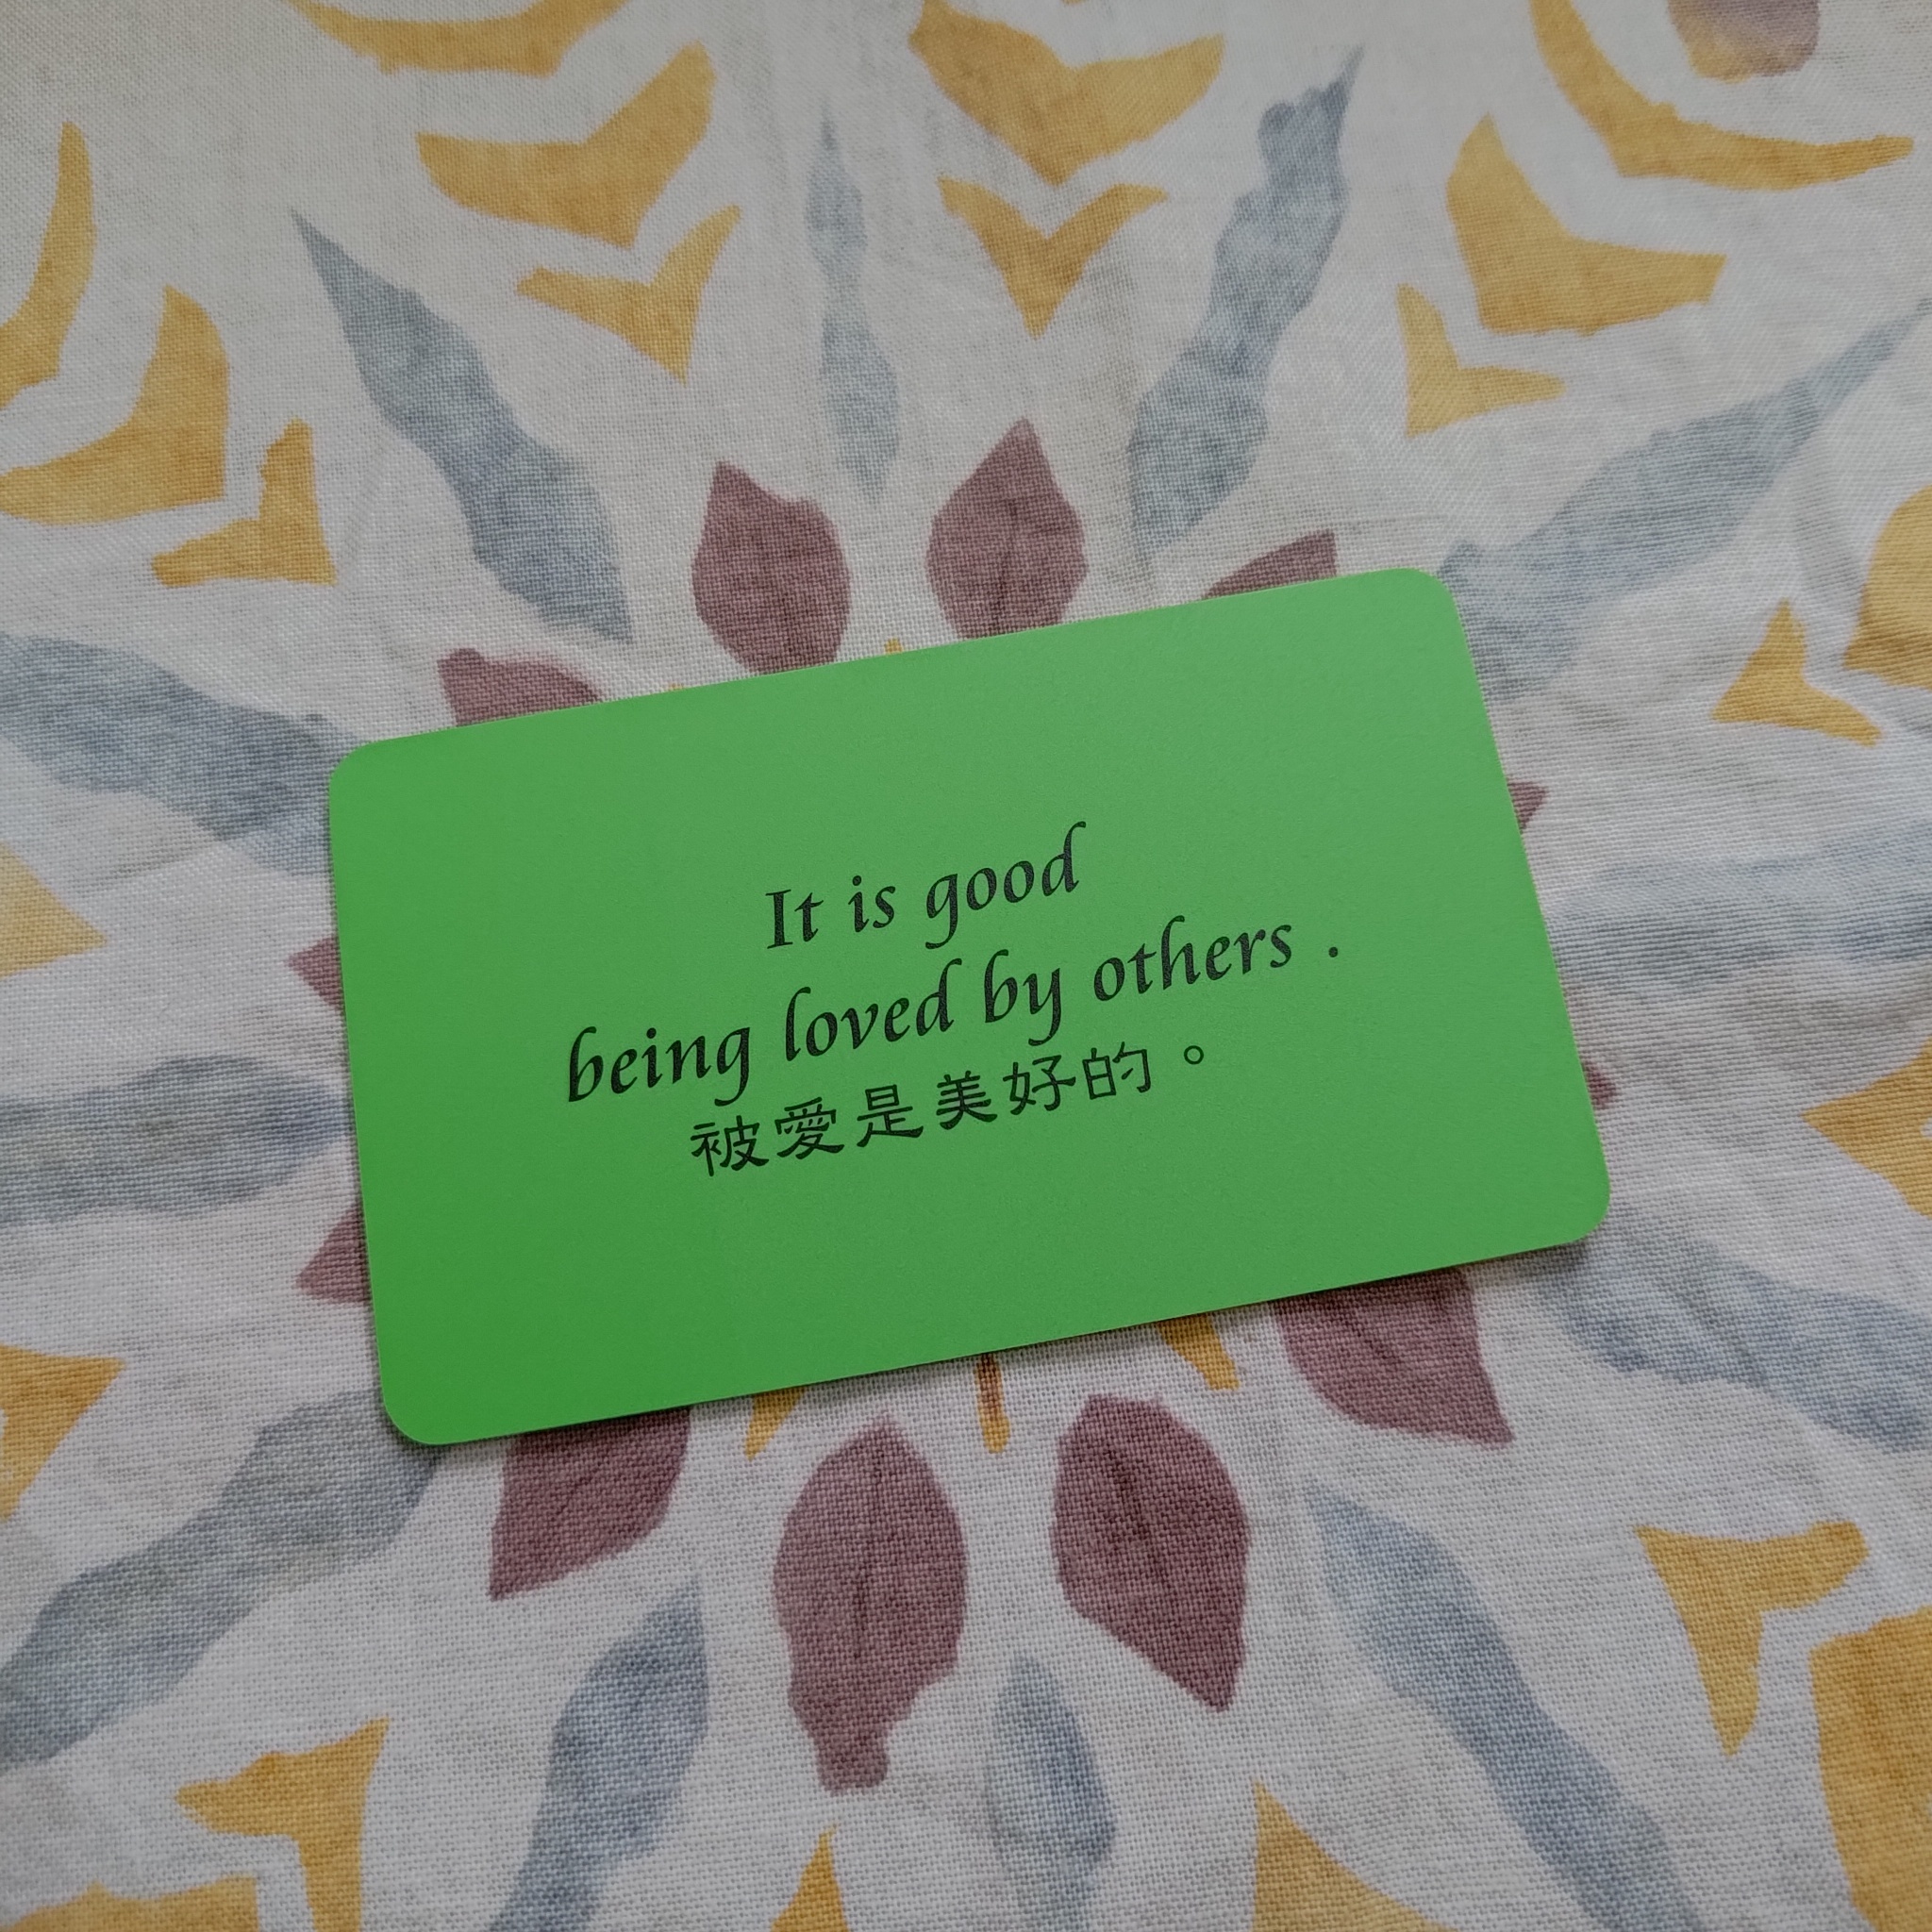 It is good
being loved by others .
被愛是美好的。